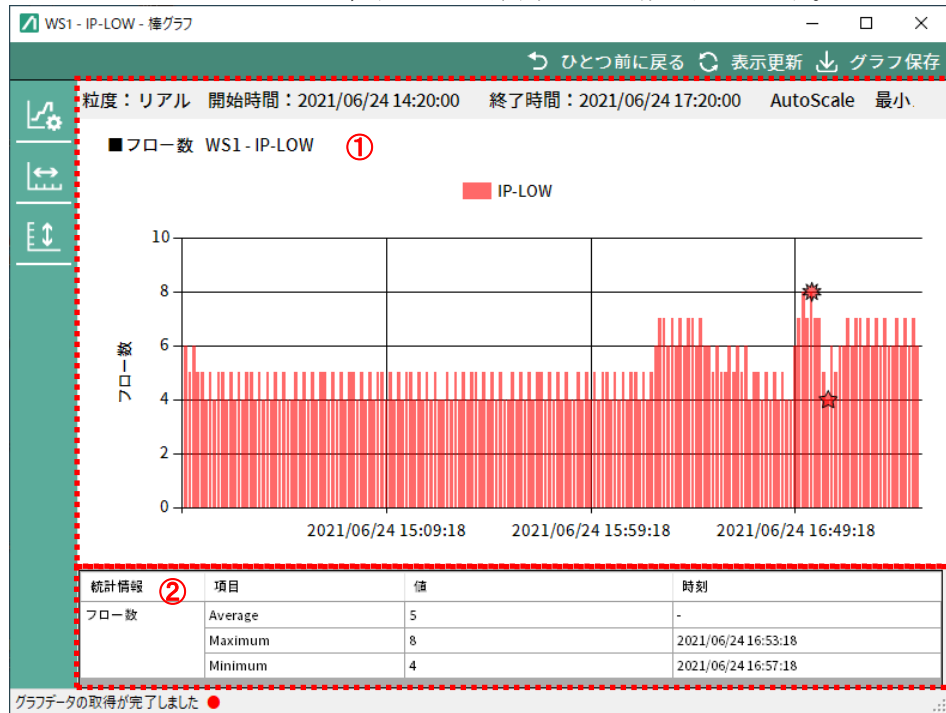 WS1 - IP-LOW - 棒グラフ
ひとつ前に戻る 表示更新 グラフ保存
粒度：リアル 開始時間：2021/06/24 14:20:00 終了時間：2021/06/24 17:20:00 AutoScale 最小
■フロー数 WS1 - IP-LOW ①
IP-LOW
10
8
6
4
2
0
フロー数
2021/06/24 15:09:18 2021/06/24 15:59:18 2021/06/24 16:49:18
統計情報 ② 項目 値 時刻
フロー数 Average 5 -
Maximum 8 2021/06/24 16:53:18
Minimum 4 2021/06/24 16:57:18
グラフデータの取得が完了しました